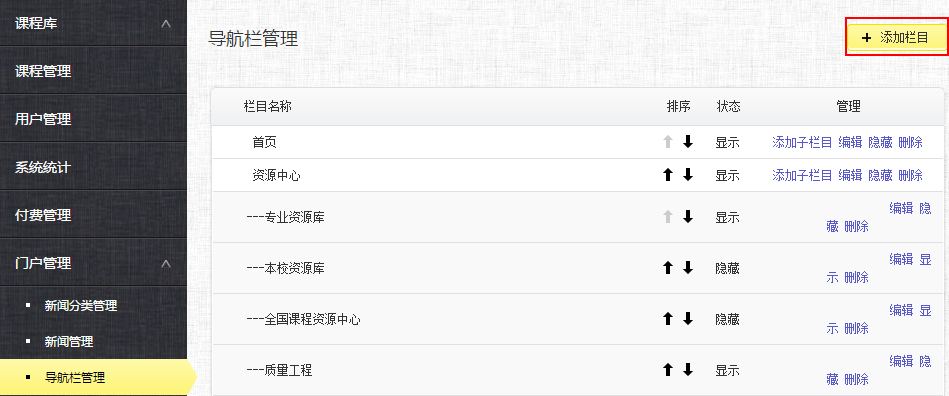 课程库
课程管理
用户管理
系统统计
付费管理
门户管理
新闻分类管理
新闻管理
导航栏管理
导航栏管理
+ 添加栏目
栏目名称 排序 状态 管理
首页 显示 添加子栏目 编辑 隐藏 删除
资源中心 显示 添加子栏目 编辑 隐藏 删除
---专业资源库 显示 编辑 隐
藏 删除
---本校资源库 隐藏 编辑 显
示 删除
---全国课程资源中心 隐藏 编辑 显
示 删除
---质量工程 显示 编辑 隐
藏 删除